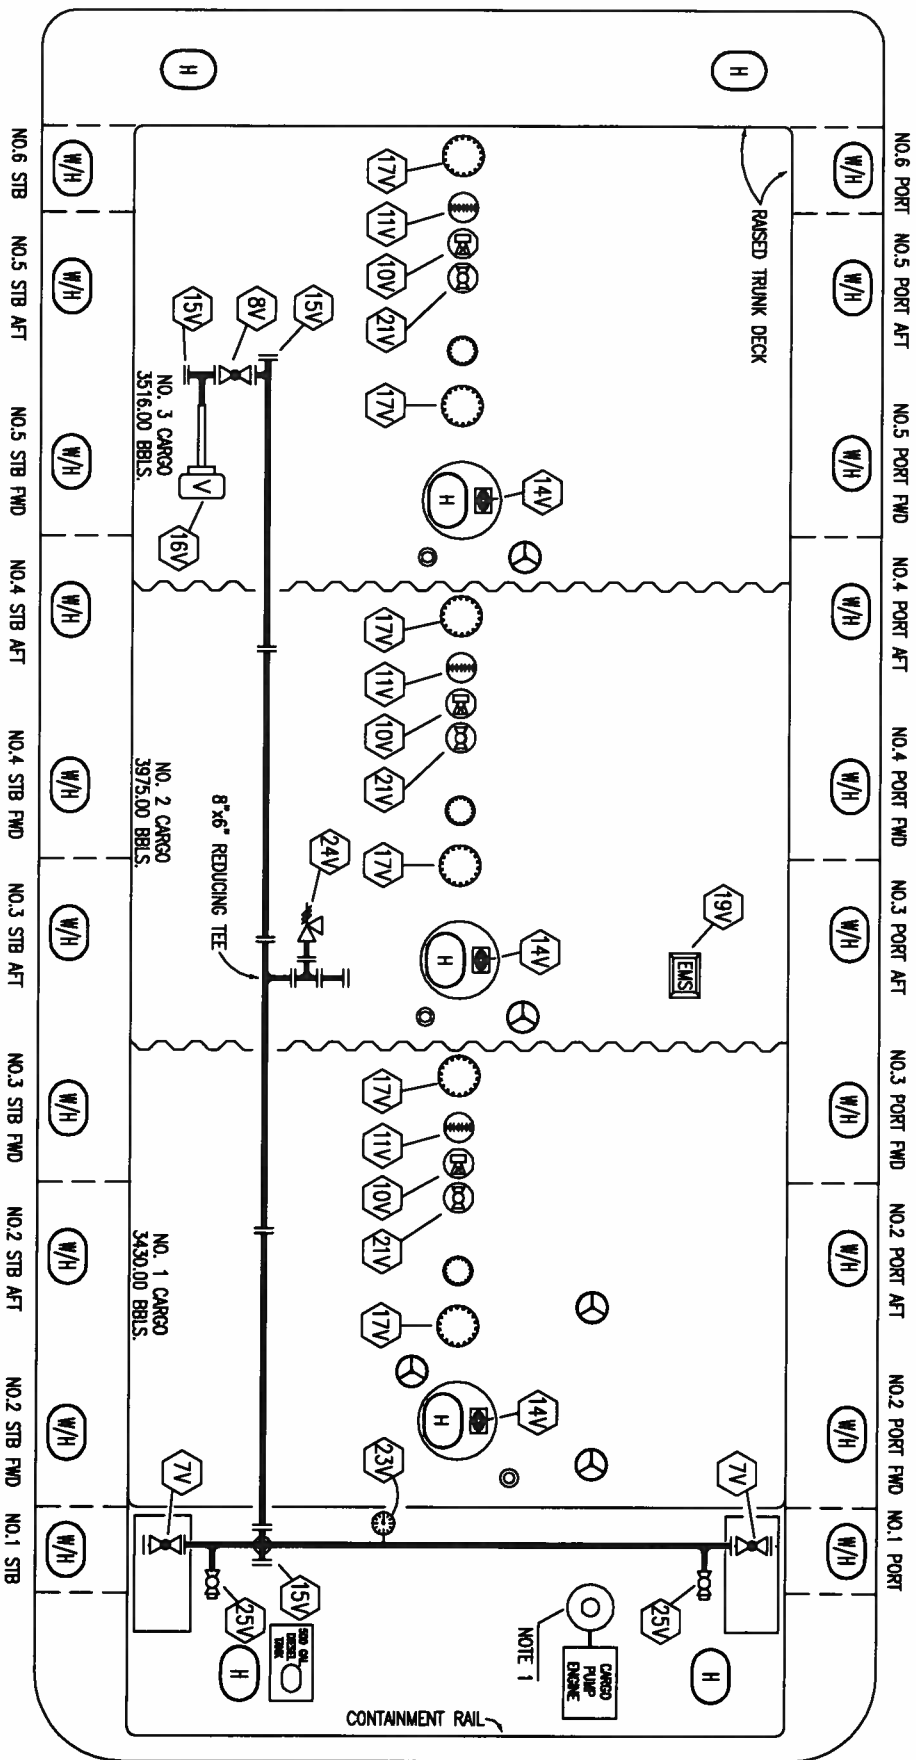 NO.6 PORT
NO.5 PORT AFT
NO.5 PORT FWD
NO.4 PORT AFT
NO.4 PORT FWD
NO.3 PORT AFT
NO.3 PORT FWD
NO.2 PORT AFT
NO.2 PORT FWD
NO.1 PORT
W/H
W/H
W/H
W/H
W/H
W/H
W/H
W/H
W/H
W/H
H
RAISED TRUNK DECK
19V
EMS
7V
25V
H
CARGO
PUMP
ENGINE
NOTE 1
14V
H
14V
H
14V
H
17V
11V
10V
21V
17V
17V
11V
10V
21V
17V
17V
11V
10V
21V
17V
23V
15V
8V
15V
V
16V
24V
8"x6" REDUCING TEE
15V
7V
25V
500 GAL
DIESEL
TANK
H
CONTAINMENT RAIL
NO. 3 CARGO
3516.00 BBLS.
NO. 2 CARGO
3975.00 BBLS.
NO. 1 CARGO
3430.00 BBLS.
H
W/H
W/H
W/H
W/H
W/H
W/H
W/H
W/H
W/H
W/H
NO.6 STB
NO.5 STB AFT
NO.5 STB FWD
NO.4 STB AFT
NO.4 STB FWD
NO.3 STB AFT
NO.3 STB FWD
NO.2 STB AFT
NO.2 STB FWD
NO.1 STB